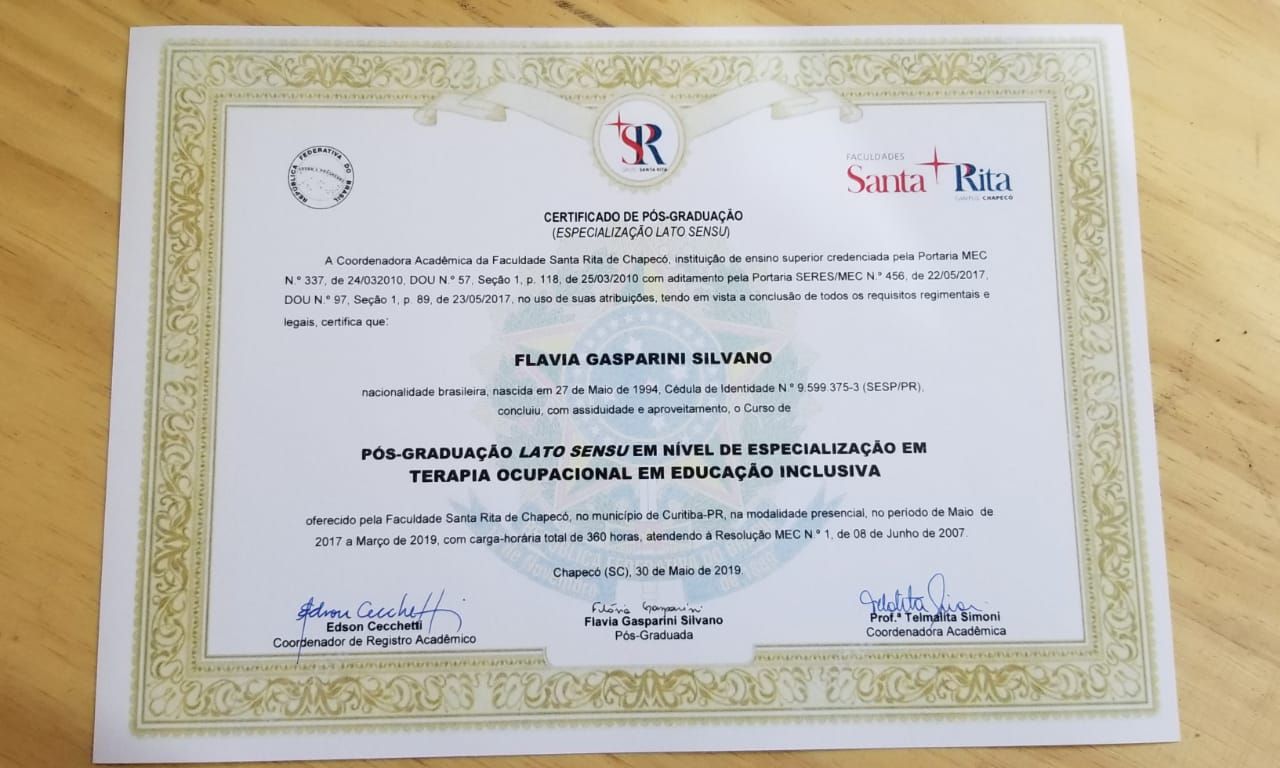 REPÚBLICA FEDERATIVA DO BRASIL
SR
SANTA RITA
FACULDADES
Santa Rita
CAMPUS CHAPECÓ
CERTIFICADO DE PÓS-GRADUAÇÃO
(ESPECIALIZAÇÃO LATO SENSU)
A Coordenadora Acadêmica da Faculdade Santa Rita de Chapecó, instituição de ensino superior credenciada pela Portaria MEC
N.º 337, de 24/032010, DOU N.º 57, Seção 1, p. 118, de 25/03/2010 com aditamento pela Portaria SERES/MEC N.º 456, de 22/05/2017,
DOU N.º 97, Seção 1, p. 89, de 23/05/2017, no uso de suas atribuições, tendo em vista a conclusão de todos os requisitos regimentais e
legais, certifica que:
FLAVIA GASPARINI SILVANO
nacionalidade brasileira, nascida em 27 de Maio de 1994, Cédula de Identidade N.º 9.599.375-3 (SESP/PR),
concluiu, com assiduidade e aproveitamento, o Curso de
PÓS-GRADUAÇÃO LATO SENSU EM NÍVEL DE ESPECIALIZAÇÃO EM
TERAPIA OCUPACIONAL EM EDUCAÇÃO INCLUSIVA
oferecido pela Faculdade Santa Rita de Chapecó, no município de Curitiba-PR, na modalidade presencial, no período de Maio de
2017 a Março de 2019, com carga-horária total de 360 horas, atendendo à Resolução MEC N.º 1, de 08 de Junho de 2007.
Chapecó (SC), 30 de Maio de 2019.
Edson Cecchetti
Edson Cecchetti
Coordenador de Registro Acadêmico
Flávia Gasparini
Flavia Gasparini Silvano
Pós-Graduada
Prof.ª Telmalita Simoni
Coordenadora Acadêmica